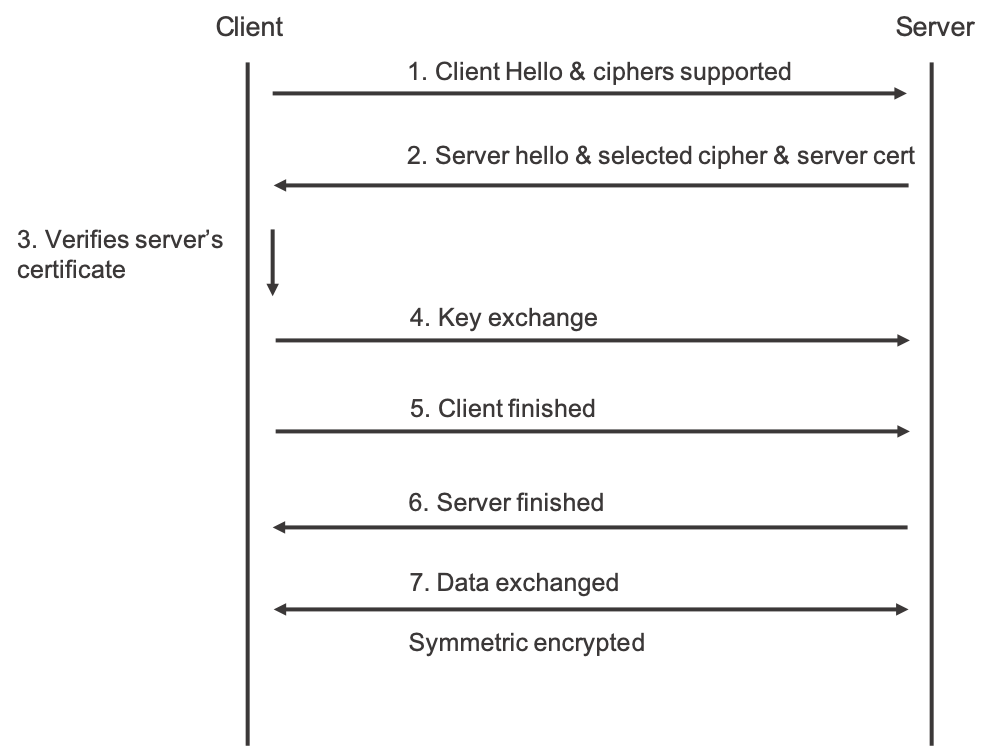 Client
Server
1. Client Hello & ciphers supported
2. Server hello & selected cipher & server cert
3. Verifies server’s
certificate
4. Key exchange
5. Client finished
6. Server finished
7. Data exchanged
Symmetric encrypted